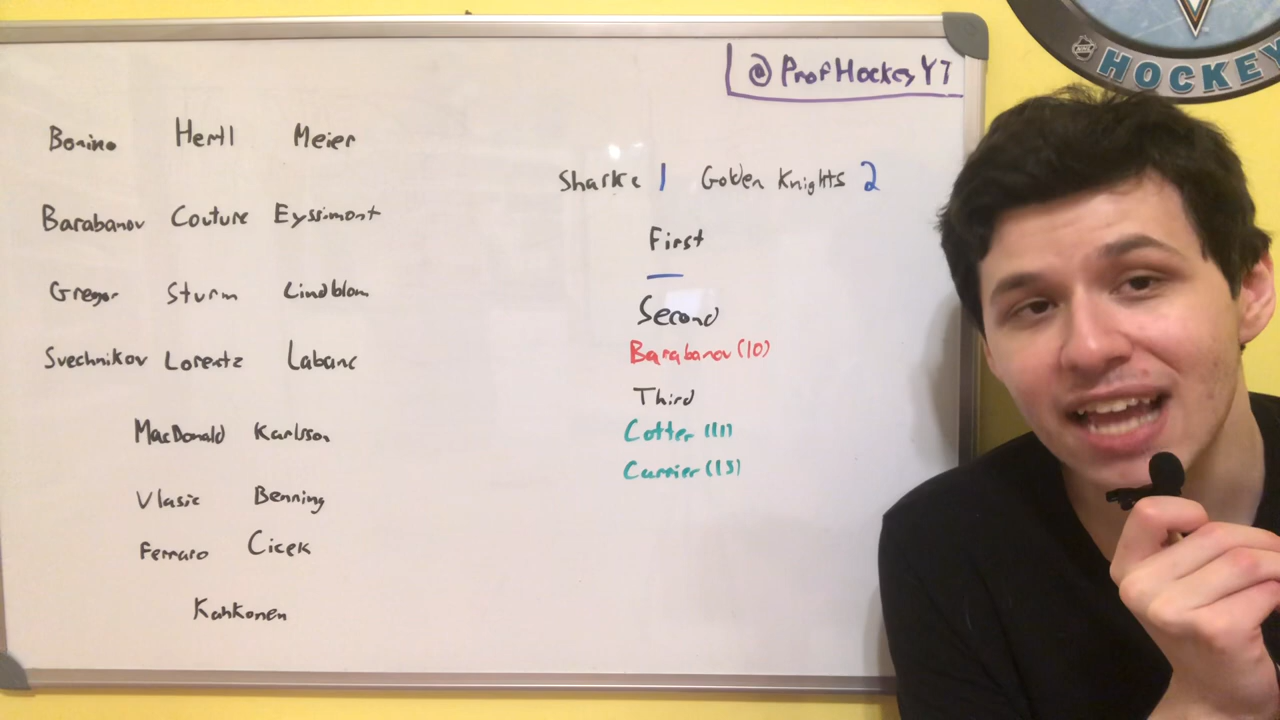 @ProfHockeyYT
NHL
HOCKEY
Bonino Hertl Meier
Barabanov Couture Eyssimont
Gregor Sturm Lindblom
Svechnikov Lorentz Labanc
MacDonald Karlsson
Vlasic Benning
Ferraro Cicek
Kahkonen
Sharks 1 Golden Knights 2
First
—
Second
Barabanov (10)
Third
Cotter (11)
Carrier (13)